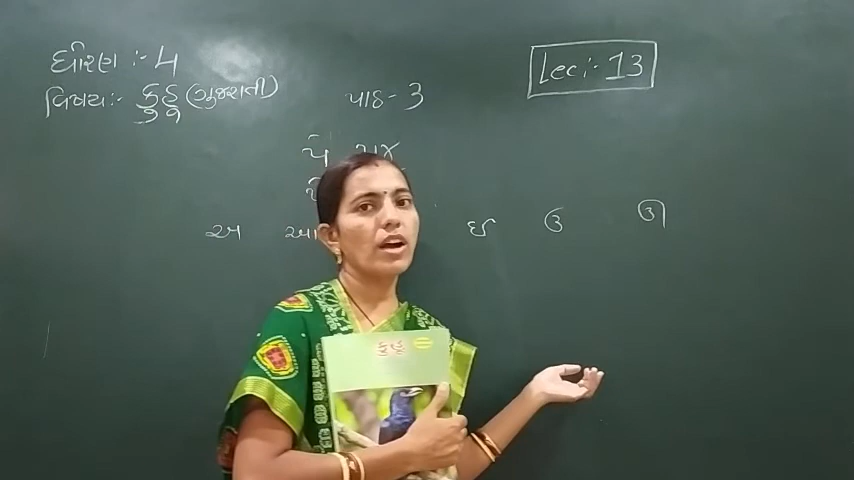 ધોરણ :- 4
Lec:- 13
વિષય:- કુહૂ (ગુજરાતી)
પાઠ- 3
અ આ ઇ ઉ ઊ
કુહૂ